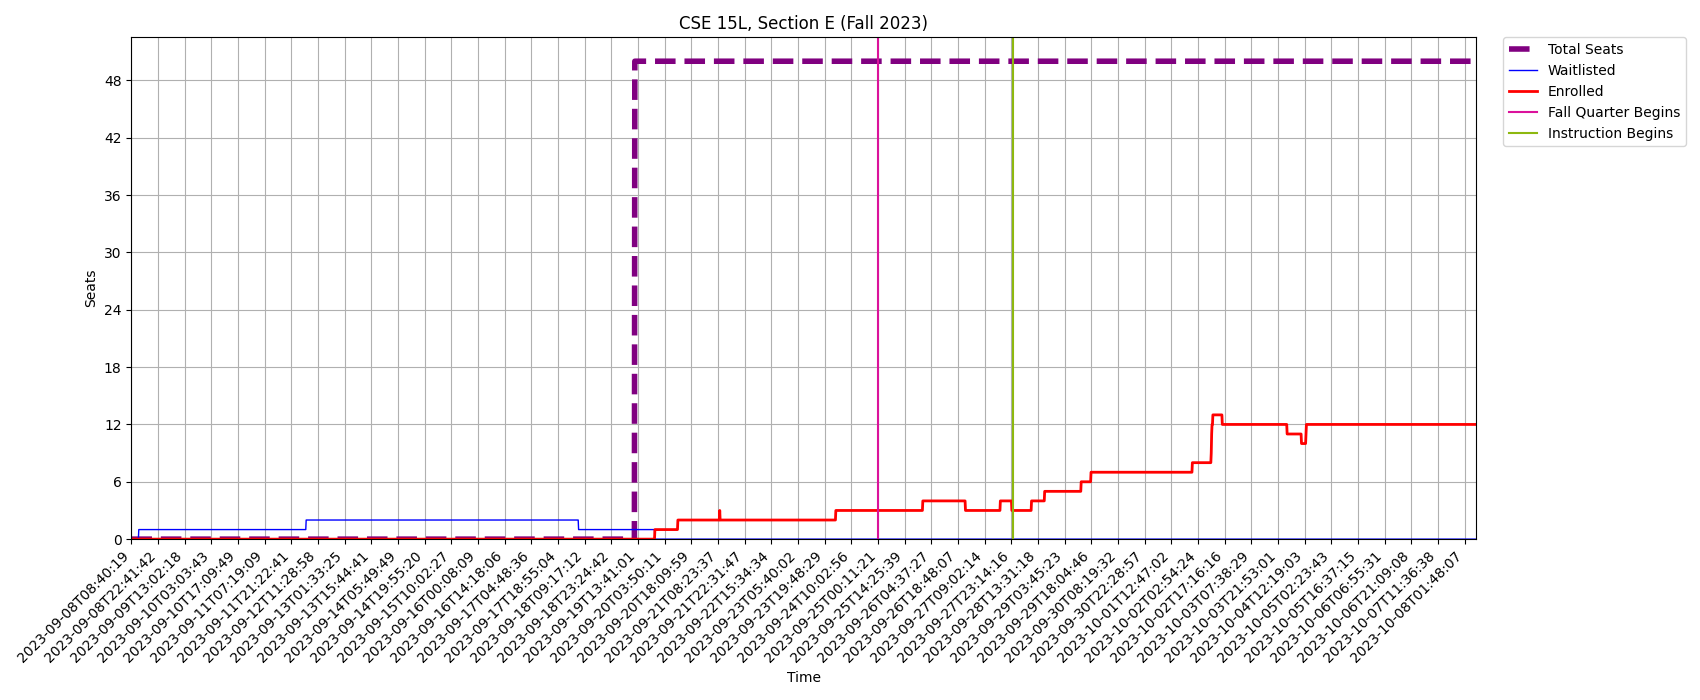 CSE 15L, Section E (Fall 2023)
Total Seats
Waitlisted
Enrolled
Fall Quarter Begins
Instruction Begins
48
42
36
30
24
18
12
6
0
Seats
2023-09-08T08:40:19
2023-09-08T22:41:42
2023-09-09T13:02:18
2023-09-10T03:03:43
2023-09-10T17:09:49
2023-09-11T07:19:09
2023-09-11T21:22:41
2023-09-12T11:28:58
2023-09-13T01:33:25
2023-09-13T15:44:41
2023-09-14T05:49:49
2023-09-14T19:55:20
2023-09-15T10:02:27
2023-09-16T00:08:09
2023-09-16T14:18:06
2023-09-17T04:48:36
2023-09-17T18:55:04
2023-09-18T09:17:12
2023-09-18T23:24:42
2023-09-19T13:41:01
2023-09-20T03:50:11
2023-09-20T18:09:59
2023-09-21T08:23:37
2023-09-21T22:31:47
2023-09-22T15:34:34
2023-09-23T05:40:02
2023-09-23T19:48:29
2023-09-24T10:02:56
2023-09-25T00:11:21
2023-09-25T14:25:39
2023-09-26T04:37:27
2023-09-26T18:48:07
2023-09-27T09:02:14
2023-09-27T23:14:16
2023-09-28T13:31:18
2023-09-29T03:45:23
2023-09-29T18:04:46
2023-09-30T08:19:32
2023-09-30T22:28:57
2023-10-01T12:47:02
2023-10-02T02:54:24
2023-10-02T17:16:16
2023-10-03T07:38:29
2023-10-03T21:53:01
2023-10-04T12:19:03
2023-10-05T02:23:43
2023-10-05T16:37:15
2023-10-06T06:55:31
2023-10-06T21:09:08
2023-10-07T11:36:38
2023-10-08T01:48:07
Time